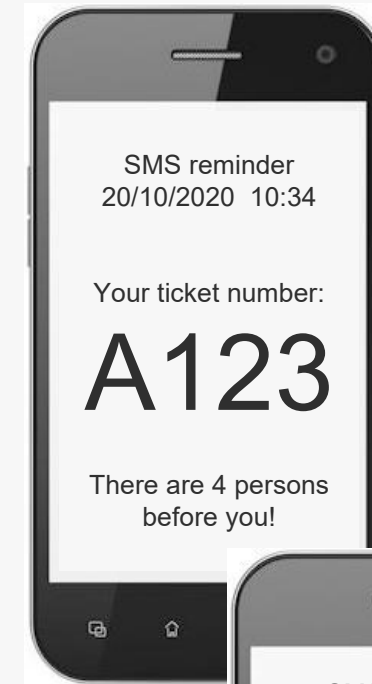 SMS reminder
20/10/2020 10:34
Your ticket number:
A123
There are 4 persons
before you!